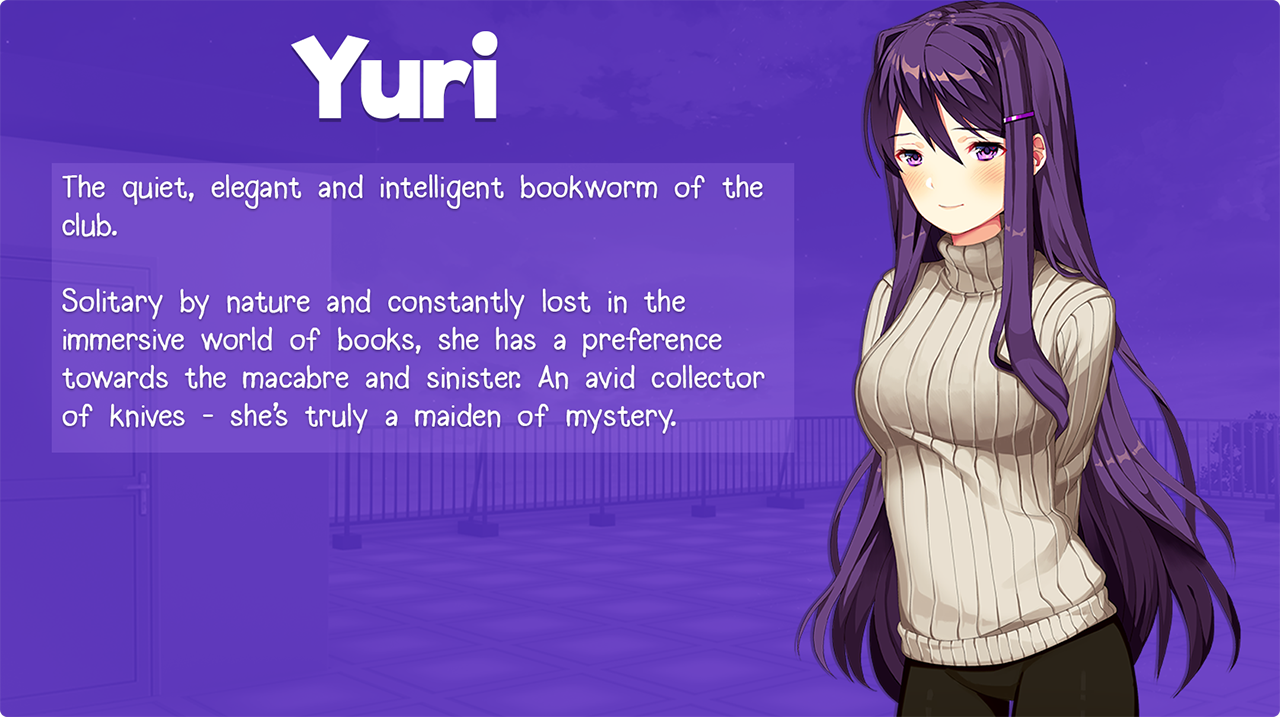 Yuri
The quiet, elegant and intelligent bookworm of the
club.
Solitary by nature and constantly lost in the
immersive world of books, she has a preference
towards the macabre and sinister. An avid collector
of knives - she's truly a maiden of mystery.